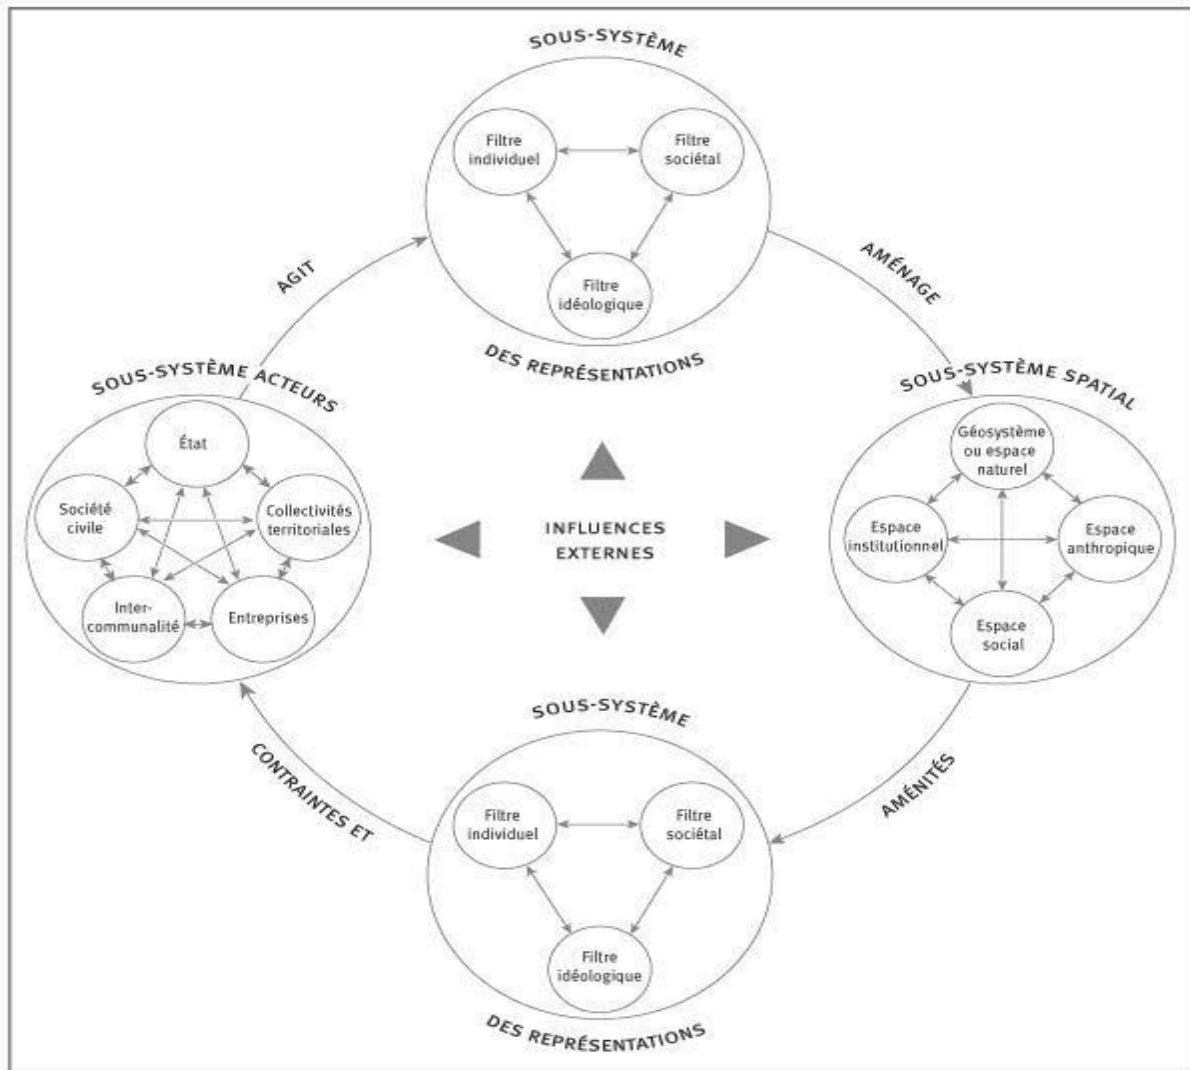 SOUS-SYSTÈME
Filtre
individuel
Filtre
sociétal
Filtre
idéologique
DES REPRÉSENTATIONS
AGIT
AMÉNAGE
SOUS-SYSTÈME ACTEURS
État
Société
civile
Collectivités
territoriales
Inter-
communalité
Entreprises
INFLUENCES
EXTERNES
SOUS-SYSTÈME SPATIAL
Géosystème
ou espace
naturel
Espace
institutionnel
Espace
anthropique
Espace
social
CONTRAINTES ET
AMÉNITÉS
SOUS-SYSTÈME
Filtre
individuel
Filtre
sociétal
Filtre
idéologique
DES REPRÉSENTATIONS